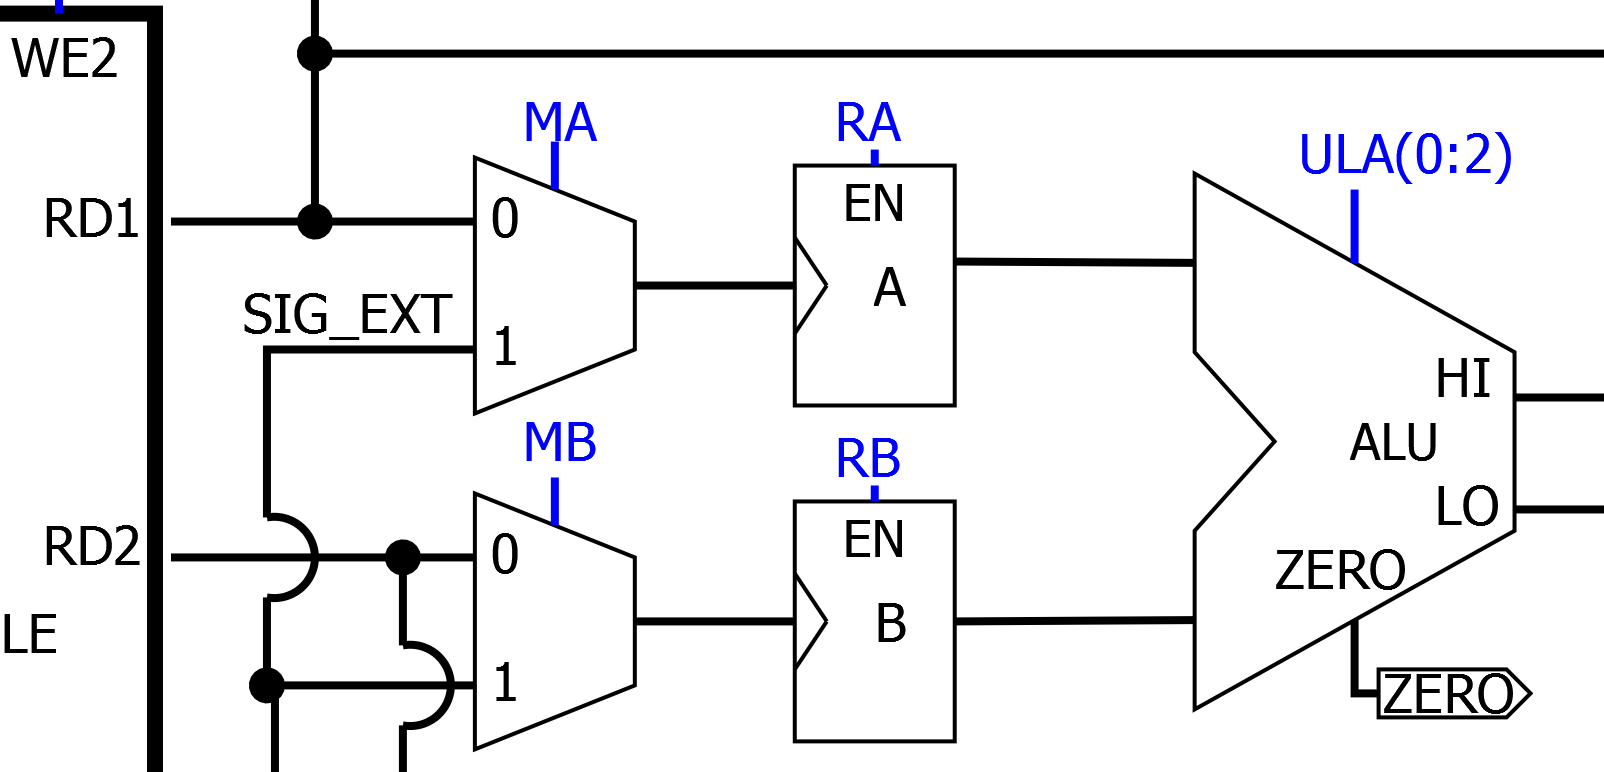 WE2
MA
RA
ULA(0:2)
RD1
0
EN
SIG_EXT
A
1
HI
MB
RB
ALU
LO
RD2
0
EN
ZERO
LE
B
1
ZERO